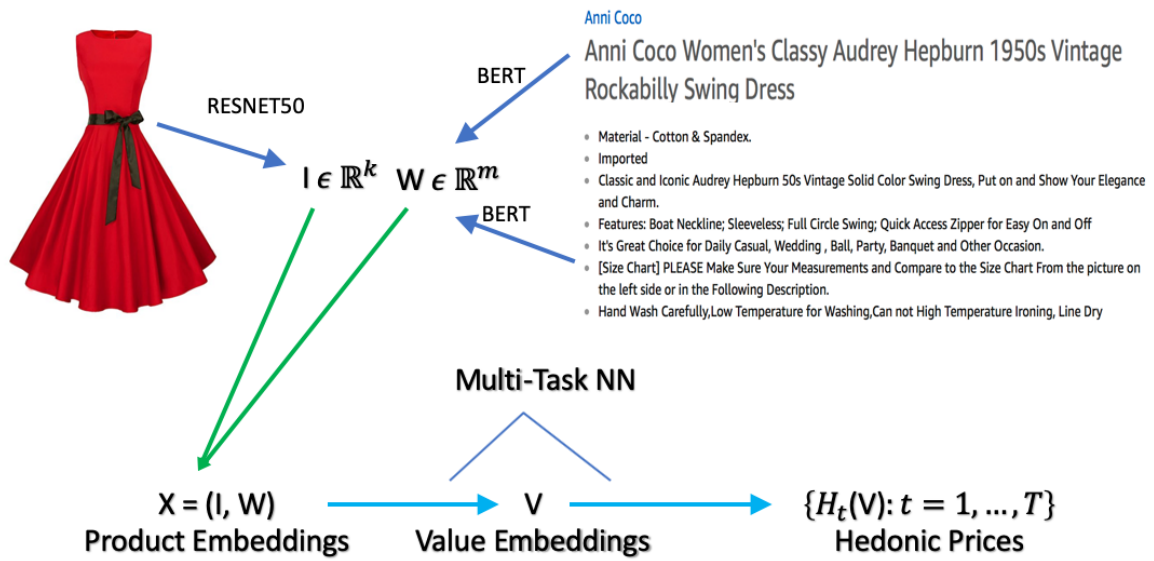 Anni Coco
Anni Coco Women's Classy Audrey Hepburn 1950s Vintage
Rockabilly Swing Dress
BERT
RESNET50
• Material - Cotton & Spandex.
• Imported
• Classic and Iconic Audrey Hepburn 50s Vintage Solid Color Swing Dress, Put on and Show Your Elegance
and Charm.
• Features: Boat Neckline; Sleeveless; Full Circle Swing; Quick Access Zipper for Easy On and Off
• It's Great Choice for Daily Casual, Wedding , Ball, Party, Banquet and Other Occasion.
• [Size Chart] PLEASE Make Sure Your Measurements and Compare to the Size Chart From the picture on
the left side or in the Following Description.
• Hand Wash Carefully,Low Temperature for Washing,Can not High Temperature Ironing, Line Dry
I ϵ ℝ^k W ϵ ℝ^m
BERT
Multi-Task NN
X = (I, W)
Product Embeddings
V
Value Embeddings
{H_t(V): t = 1, …, T}
Hedonic Prices